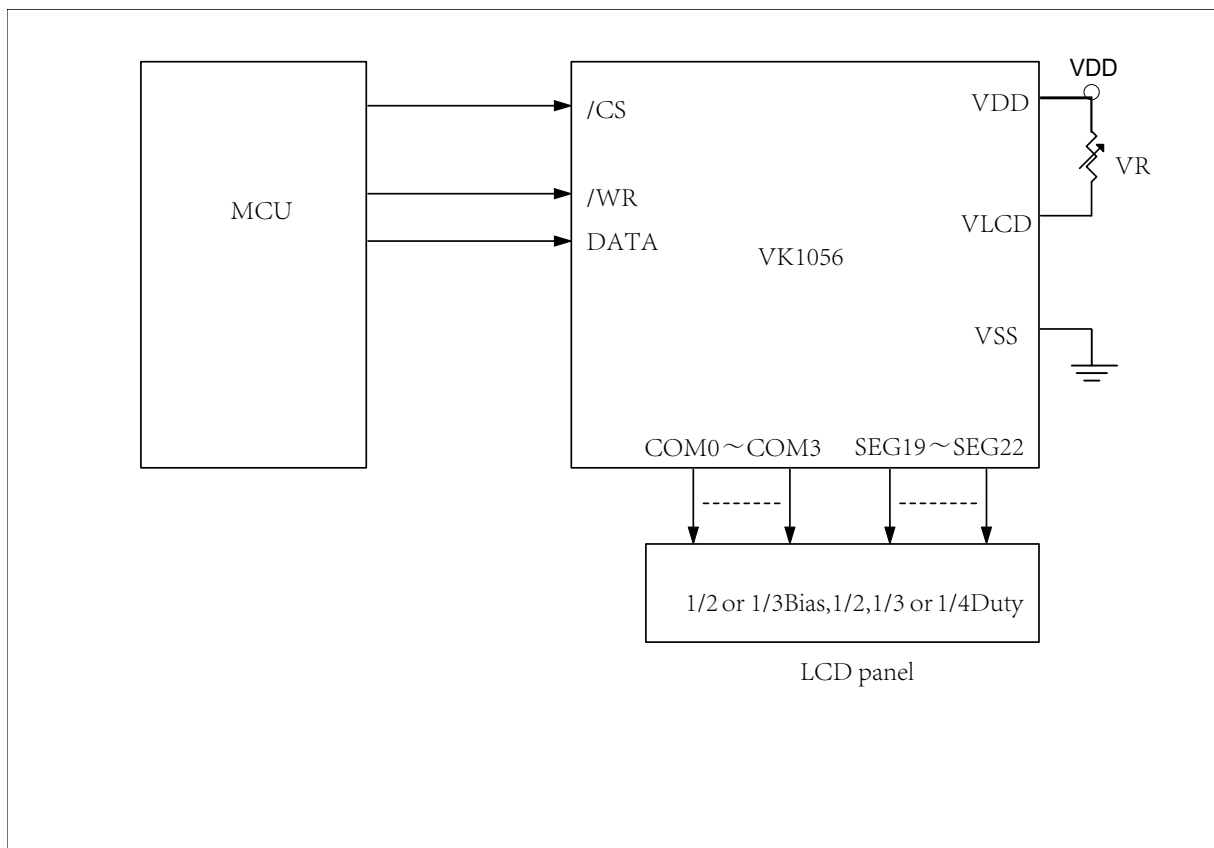 VDD
/CS
VDD
VR
MCU
/WR
VLCD
DATA
VK1056
VSS
COM0～COM3
SEG19～SEG22
1/2 or 1/3Bias,1/2,1/3 or 1/4Duty
LCD panel